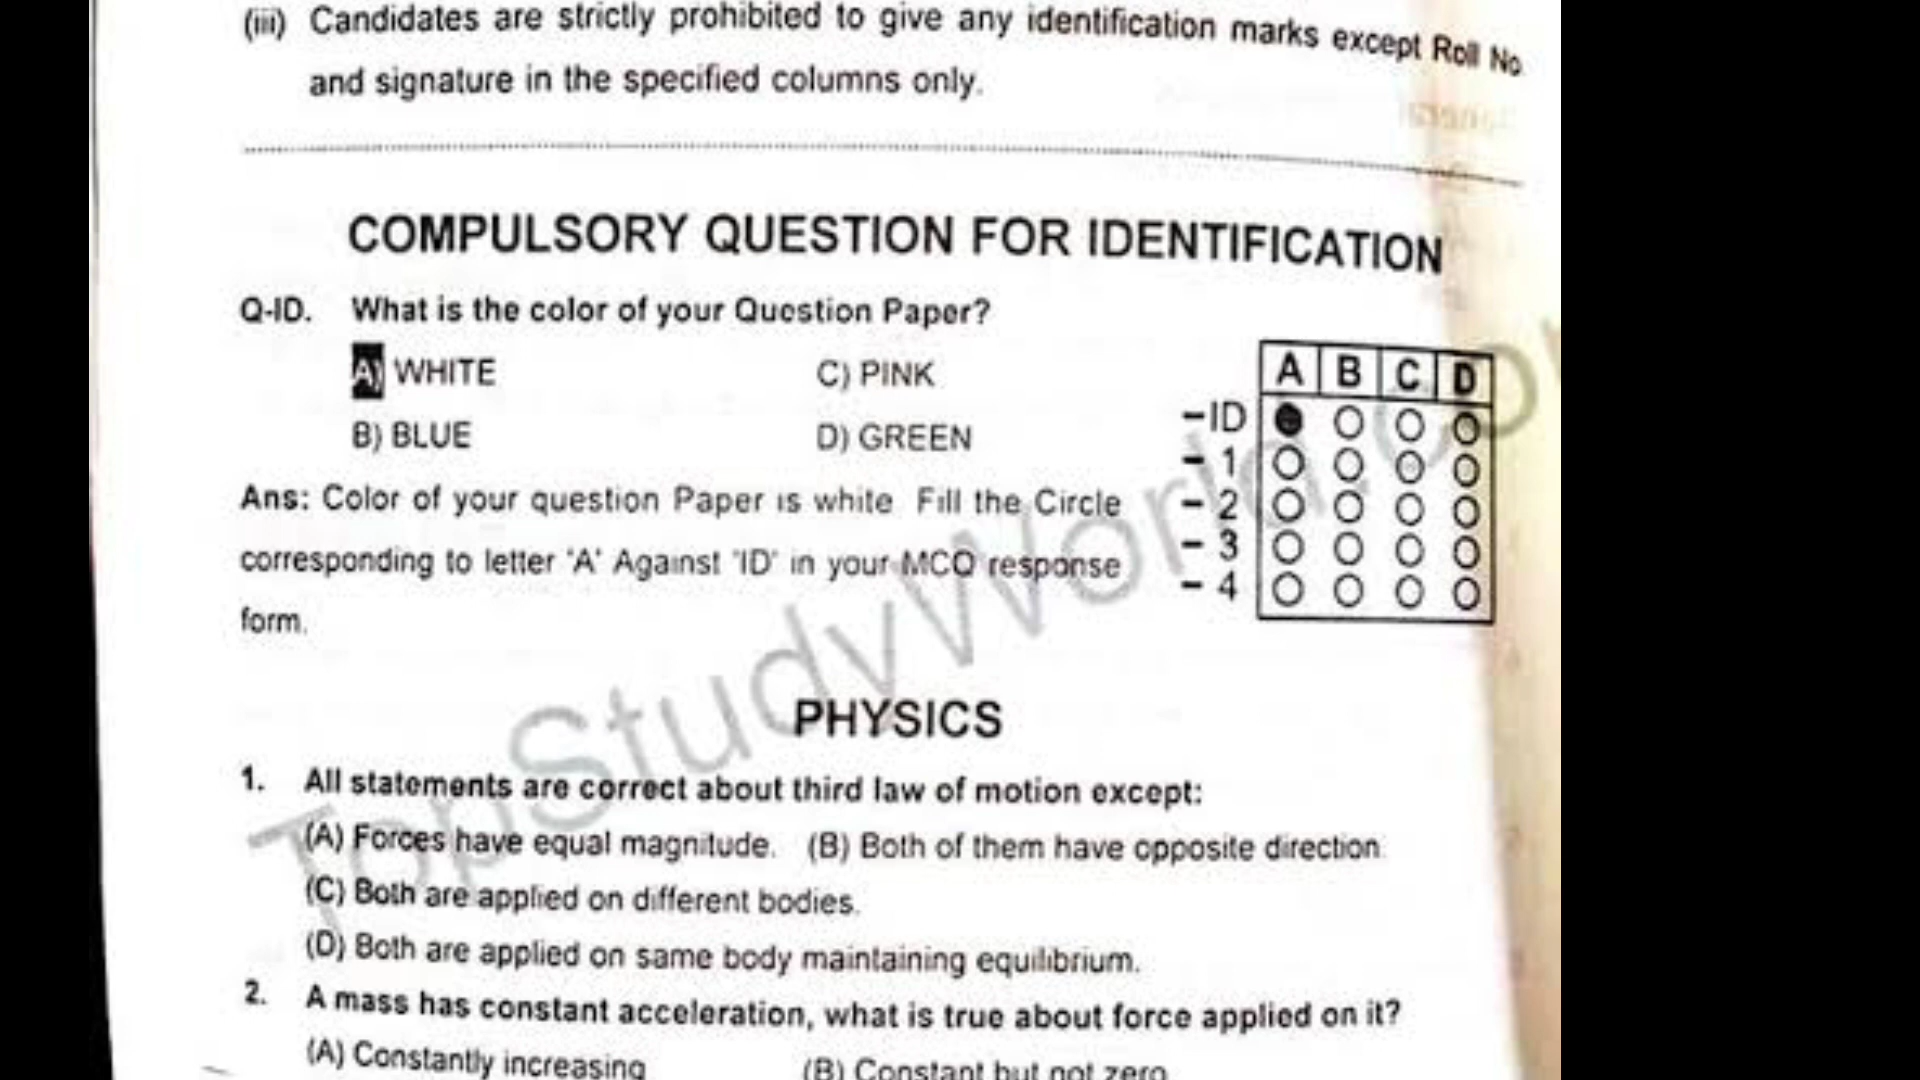 (iii) Candidates are strictly prohibited to give any identification marks except Roll No
and signature in the specified columns only.
COMPULSORY QUESTION FOR IDENTIFICATION
Q-ID. What is the color of your Question Paper?
A) WHITE C) PINK
B) BLUE D) GREEN
A B C D
-ID
- 1
- 2
- 3
- 4
Ans: Color of your question Paper is white Fill the Circle
corresponding to letter 'A' Against 'ID' in your MCQ response
form.
TopStudyWorld.co
PHYSICS
1. All statements are correct about third law of motion except:
(A) Forces have equal magnitude. (B) Both of them have opposite direction.
(C) Both are applied on different bodies.
(D) Both are applied on same body maintaining equilibrium.
2. A mass has constant acceleration, what is true about force applied on it?
(A) Constantly increasing (B) Constant but not zero